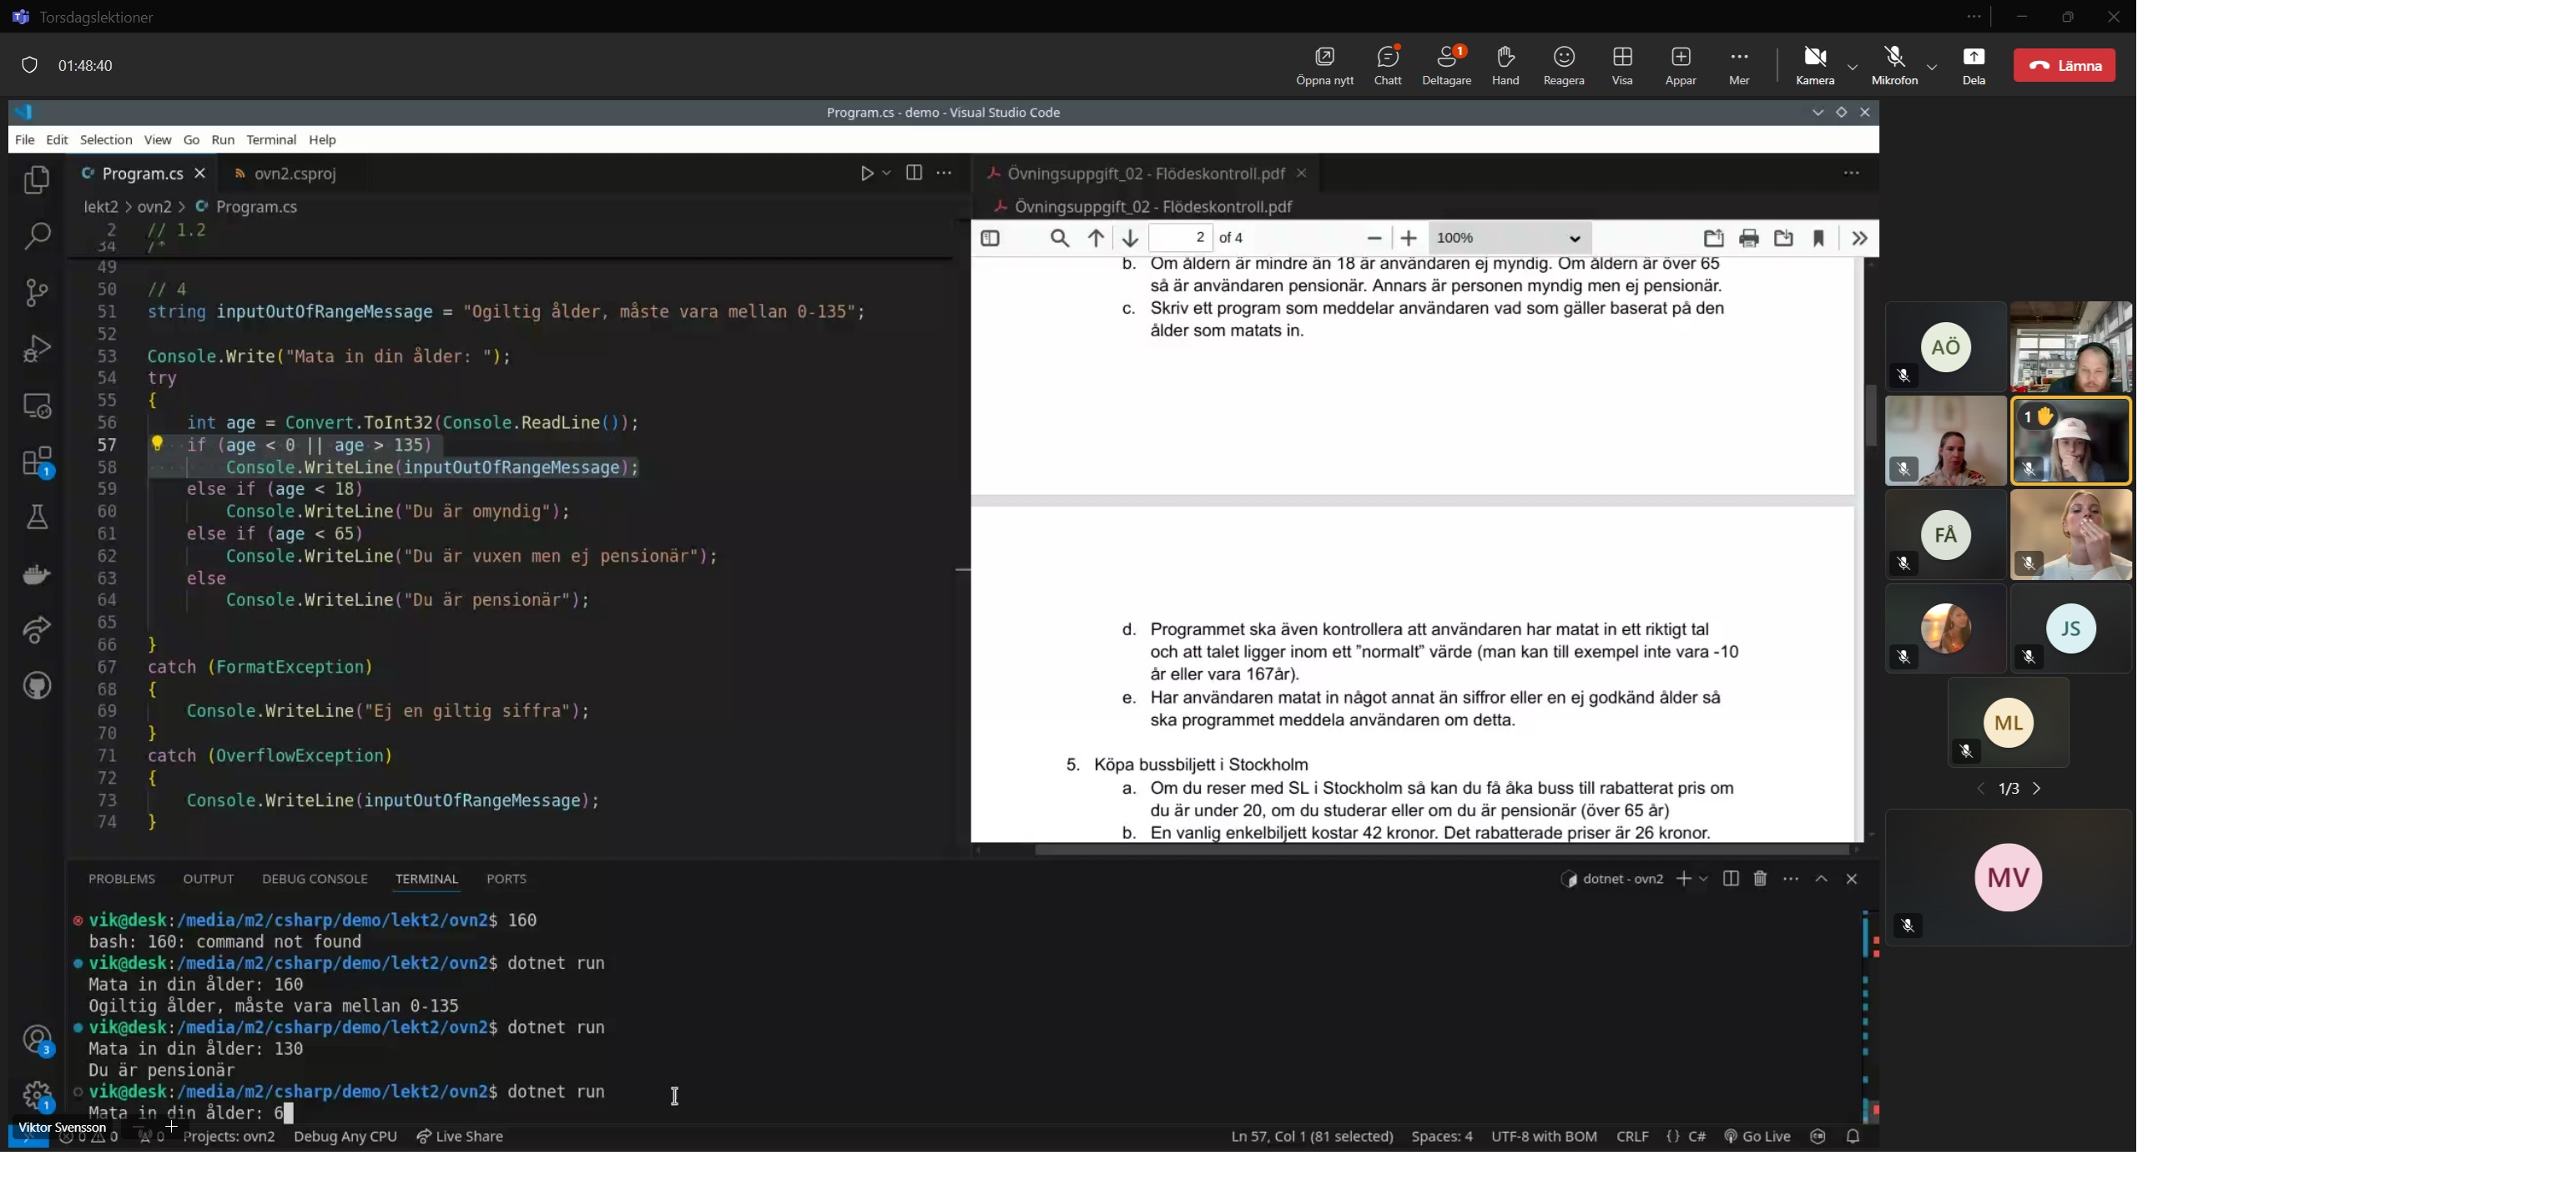 Torsdagslektioner
01:48:40
Öppna nytt
Chatt
1
Deltagare
Hand
Reagera
Visa
Appar
Mer
Kamera
Mikrofon
Dela
Lämna
Program.cs - demo - Visual Studio Code
File Edit Selection View Go Run Terminal Help
Program.cs
ovn2.csproj
lekt2 > ovn2 > Program.cs
2 // 1.2
34 /*
49
50 // 4
51 string inputOutOfRangeMessage = "Ogiltig ålder, måste vara mellan 0-135";
52
53 Console.Write("Mata in din ålder: ");
54 try
55 {
56 int age = Convert.ToInt32(Console.ReadLine());
57 if (age < 0 || age > 135)
58 Console.WriteLine(inputOutOfRangeMessage);
59 else if (age < 18)
60 Console.WriteLine("Du är omyndig");
61 else if (age < 65)
62 Console.WriteLine("Du är vuxen men ej pensionär");
63 else
64 Console.WriteLine("Du är pensionär");
65
66 }
67 catch (FormatException)
68 {
69 Console.WriteLine("Ej en giltig siffra");
70 }
71 catch (OverflowException)
72 {
73 Console.WriteLine(inputOutOfRangeMessage);
74 }
Övningsuppgift_02 - Flödeskontroll.pdf
Övningsuppgift_02 - Flödeskontroll.pdf
2 of 4
100%
b. Om åldern är mindre än 18 är användaren ej myndig. Om åldern är över 65
så är användaren pensionär. Annars är personen myndig men ej pensionär.
c. Skriv ett program som meddelar användaren vad som gäller baserat på den
ålder som matats in.
d. Programmet ska även kontrollera att användaren har matat in ett riktigt tal
och att talet ligger inom ett ”normalt” värde (man kan till exempel inte vara -10
år eller vara 167år).
e. Har användaren matat in något annat än siffror eller en ej godkänd ålder så
ska programmet meddela användaren om detta.
5. Köpa bussbiljett i Stockholm
a. Om du reser med SL i Stockholm så kan du få åka buss till rabatterat pris om
du är under 20, om du studerar eller om du är pensionär (över 65 år)
b. En vanlig enkelbiljett kostar 42 kronor. Det rabatterade priser är 26 kronor.
PROBLEMS OUTPUT DEBUG CONSOLE TERMINAL PORTS
dotnet - ovn2
vik@desk:/media/m2/csharp/demo/lekt2/ovn2$ 160
bash: 160: command not found
vik@desk:/media/m2/csharp/demo/lekt2/ovn2$ dotnet run
Mata in din ålder: 160
Ogiltig ålder, måste vara mellan 0-135
vik@desk:/media/m2/csharp/demo/lekt2/ovn2$ dotnet run
Mata in din ålder: 130
Du är pensionär
vik@desk:/media/m2/csharp/demo/lekt2/ovn2$ dotnet run
Mata in din ålder: 6
1
3
1
Viktor Svensson
0 0 0 Projects: ovn2 Debug Any CPU Live Share
Ln 57, Col 1 (81 selected) Spaces: 4 UTF-8 with BOM CRLF {} C# Go Live
AÖ
1
FÅ
JS
ML
1/3
MV